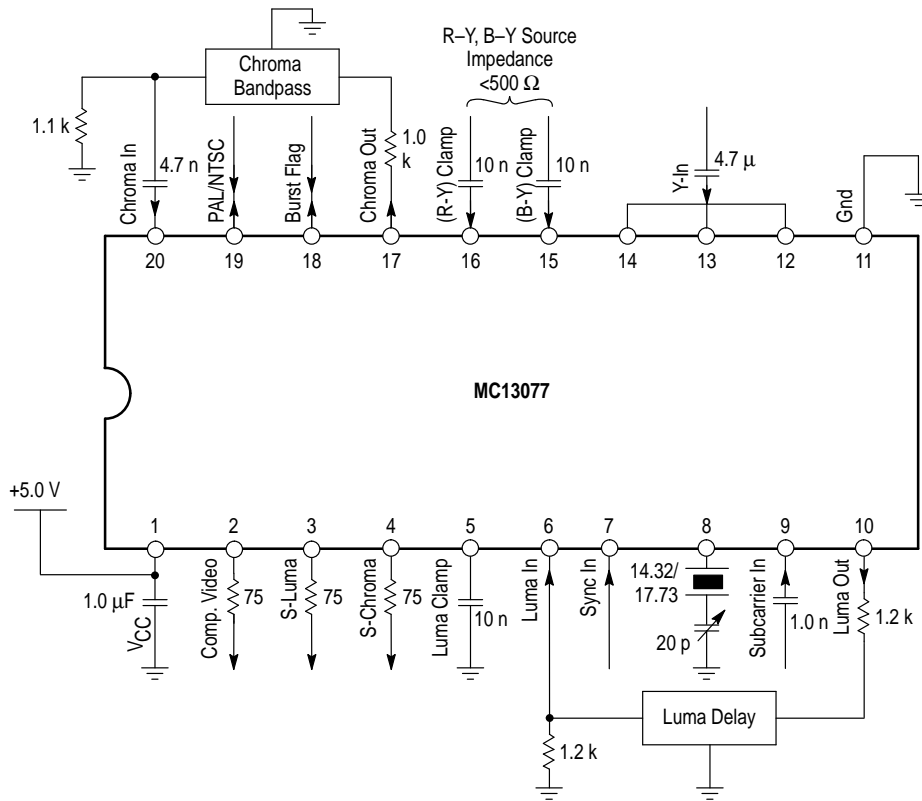 R–Y, B–Y Source
Impedance
<500 Ω
Chroma
Bandpass
1.1 k
Chroma In
4.7 n
PAL/NTSC
Burst Flag
Chroma Out
1.0
k
(R-Y) Clamp
10 n
(B-Y) Clamp
10 n
Y-In
4.7 µ
Gnd
20
19
18
17
16
15
14
13
12
11
MC13077
+5.0 V
1
2
3
4
5
6
7
8
9
10
1.0 µF
VCC
Comp. Video
75
S-Luma
75
S-Chroma
75
Luma Clamp
10 n
Luma In
Sync In
14.32/
17.73
20 p
Subcarrier In
1.0 n
Luma Out
1.2 k
Luma Delay
1.2 k